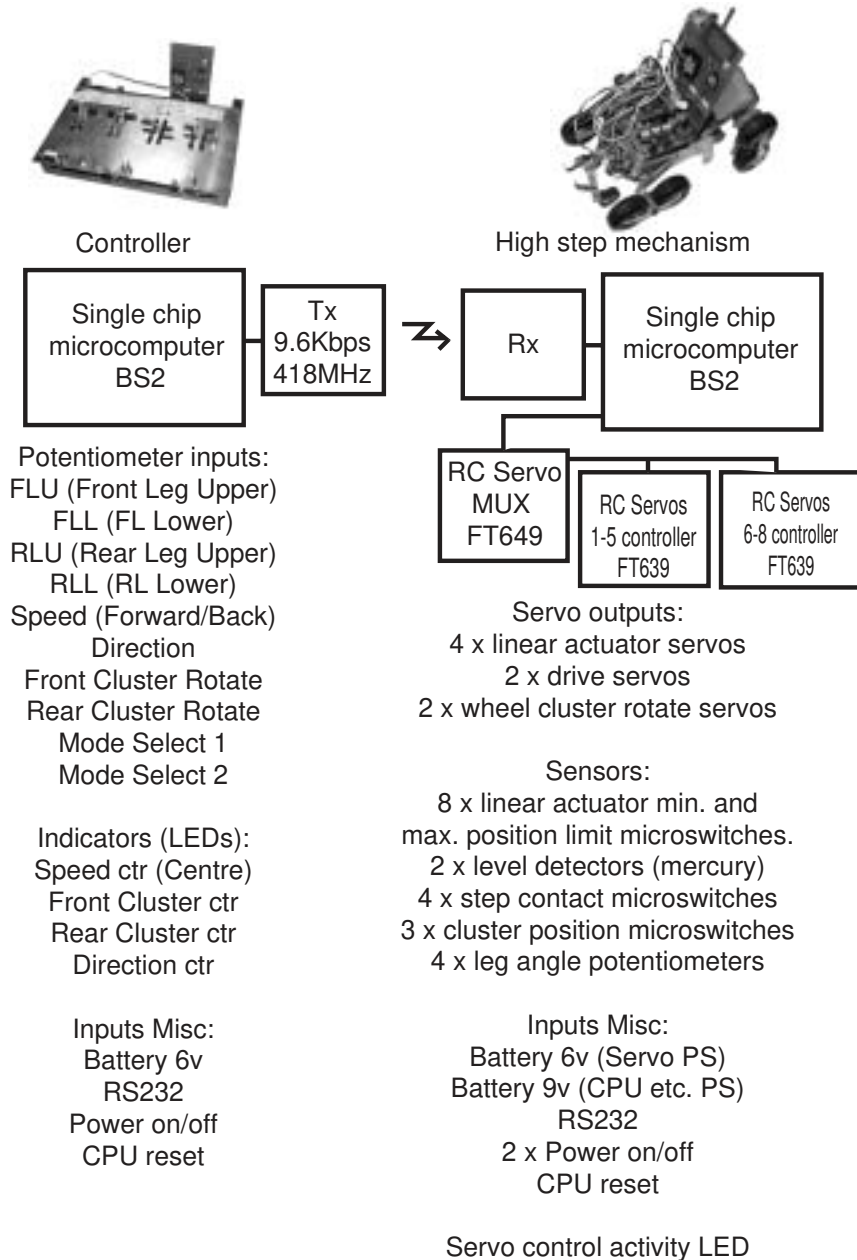 Controller
High step mechanism
Single chip
microcomputer
BS2
Tx
9.6Kbps
418MHz
Rx
Single chip
microcomputer
BS2
RC Servo
MUX
FT649
RC Servos
1-5 controller
FT639
RC Servos
6-8 controller
FT639
Potentiometer inputs:
FLU (Front Leg Upper)
FLL (FL Lower)
RLU (Rear Leg Upper)
RLL (RL Lower)
Speed (Forward/Back)
Direction
Front Cluster Rotate
Rear Cluster Rotate
Mode Select 1
Mode Select 2
Indicators (LEDs):
Speed ctr (Centre)
Front Cluster ctr
Rear Cluster ctr
Direction ctr
Inputs Misc:
Battery 6v
RS232
Power on/off
CPU reset
Servo outputs:
4 x linear actuator servos
2 x drive servos
2 x wheel cluster rotate servos
Sensors:
8 x linear actuator min. and
max. position limit microswitches.
2 x level detectors (mercury)
4 x step contact microswitches
3 x cluster position microswitches
4 x leg angle potentiometers
Inputs Misc:
Battery 6v (Servo PS)
Battery 9v (CPU etc. PS)
RS232
2 x Power on/off
CPU reset
Servo control activity LED